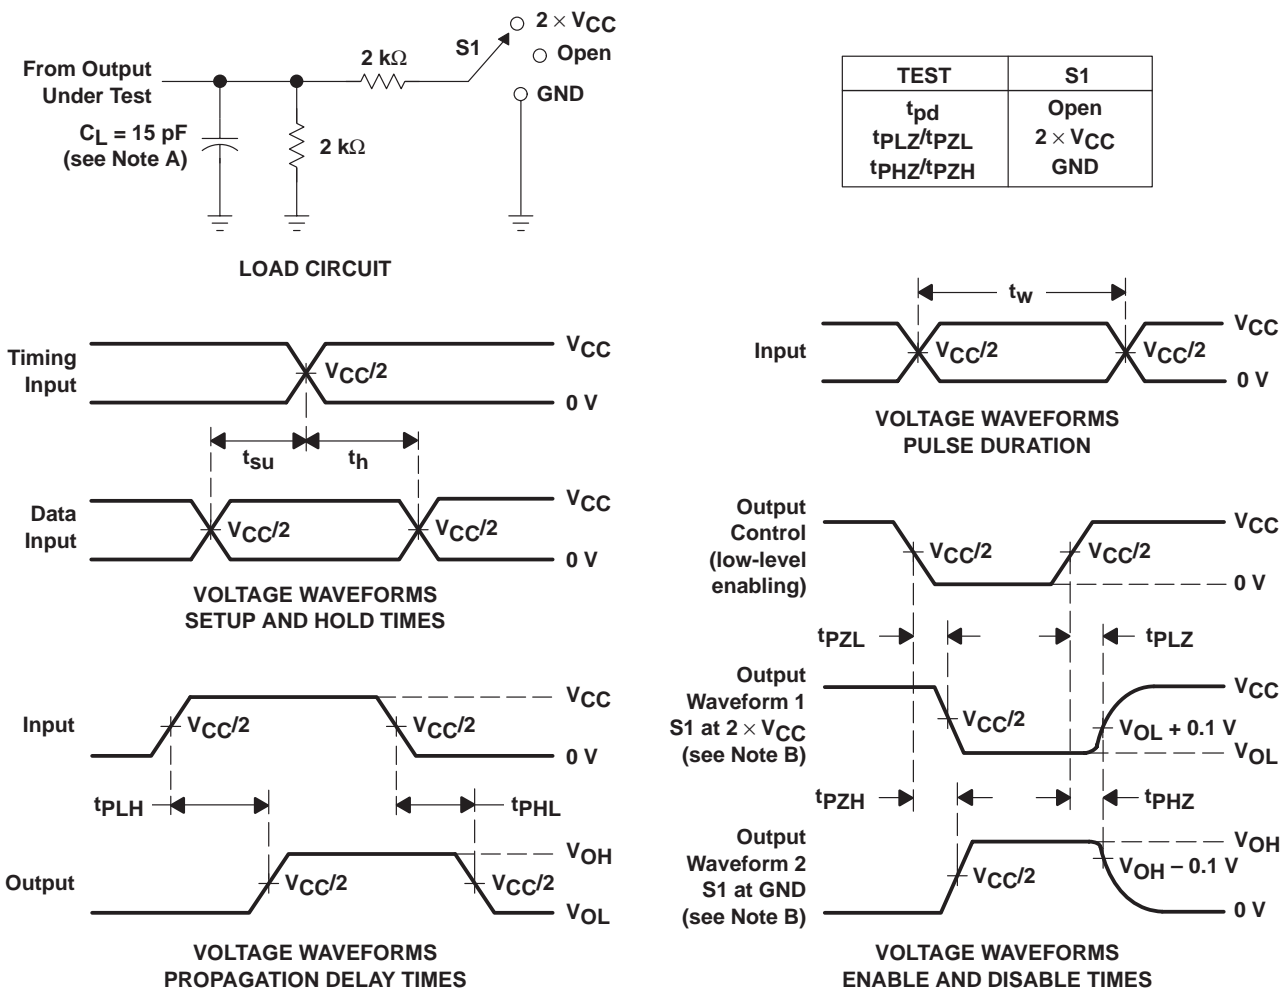 2 × VCC
S1
Open
2 kΩ
From Output
Under Test
GND
CL = 15 pF
(see Note A)
2 kΩ
LOAD CIRCUIT
TEST S1
tpd Open
tPLZ/tPZL 2 × VCC
tPHZ/tPZH GND
Timing
Input
VCC
VCC/2
0 V
tsu
th
Data
Input
VCC
VCC/2
VCC/2
0 V
VOLTAGE WAVEFORMS
SETUP AND HOLD TIMES
tw
Input
VCC
VCC/2
VCC/2
0 V
VOLTAGE WAVEFORMS
PULSE DURATION
Input
VCC
VCC/2
VCC/2
0 V
tPLH
tPHL
Output
VOH
VCC/2
VCC/2
VOL
VOLTAGE WAVEFORMS
PROPAGATION DELAY TIMES
Output
Control
(low-level
enabling)
VCC
VCC/2
VCC/2
0 V
tPZL
tPLZ
Output
Waveform 1
S1 at 2 × VCC
(see Note B)
VCC
VCC/2
VOL + 0.1 V
VOL
tPZH
tPHZ
Output
Waveform 2
S1 at GND
(see Note B)
VOH
VCC/2
VOH − 0.1 V
0 V
VOLTAGE WAVEFORMS
ENABLE AND DISABLE TIMES